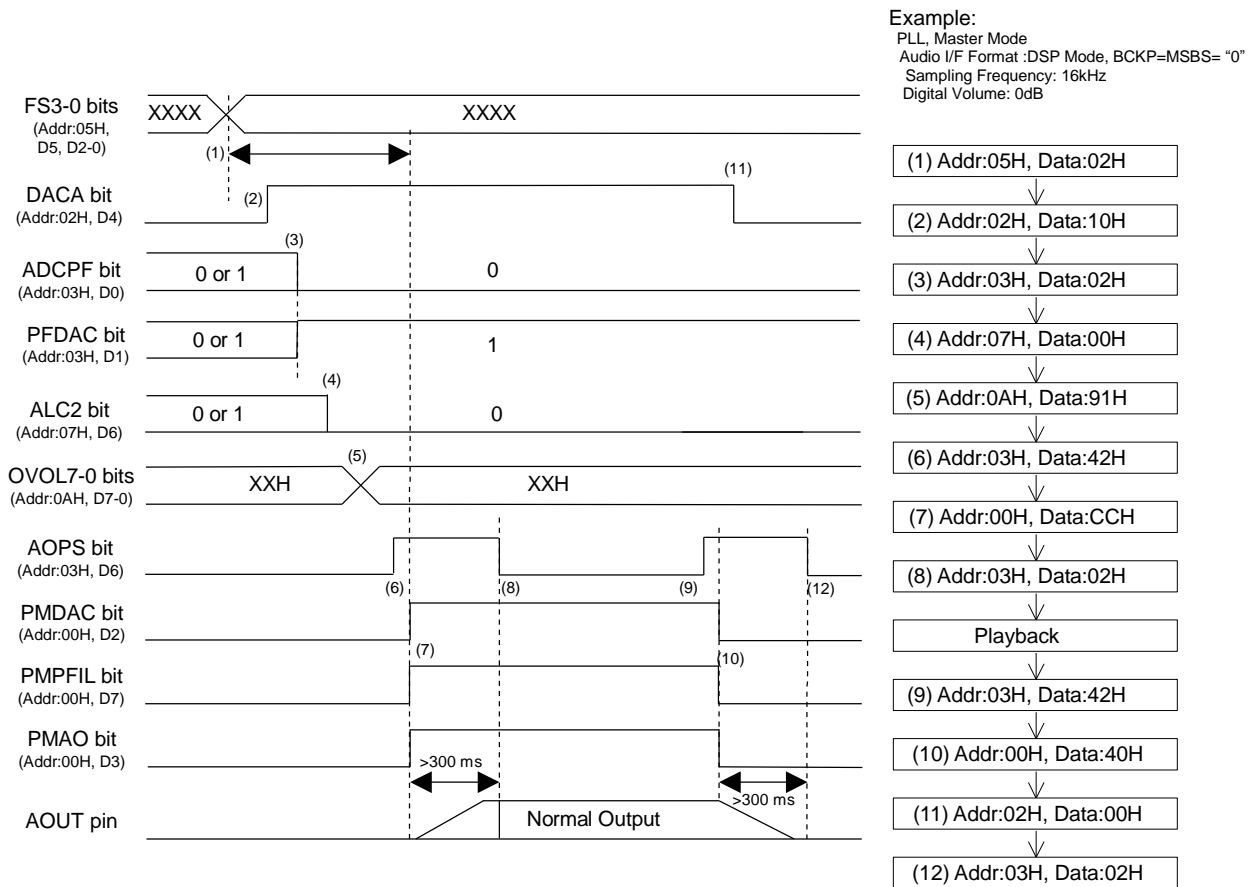 Example:
PLL, Master Mode
Audio I/F Format :DSP Mode, BCKP=MSBS= “0”
Sampling Frequency: 16kHz
Digital Volume: 0dB
FS3-0 bits
(Addr:05H,
D5, D2-0)
XXXX
XXXX
(1)
DACA bit
(Addr:02H, D4)
(2)
(11)
ADCPF bit
(Addr:03H, D0)
0 or 1
(3)
0
PFDAC bit
(Addr:03H, D1)
0 or 1
1
ALC2 bit
(Addr:07H, D6)
0 or 1
(4)
0
OVOL7-0 bits
(Addr:0AH, D7-0)
XXH
(5)
XXH
AOPS bit
(Addr:03H, D6)
(6)
(8)
(9)
(12)
PMDAC bit
(Addr:00H, D2)
(7)
(10)
PMPFIL bit
(Addr:00H, D7)
PMAO bit
(Addr:00H, D3)
>300 ms
>300 ms
AOUT pin
Normal Output
(1) Addr:05H, Data:02H
(2) Addr:02H, Data:10H
(3) Addr:03H, Data:02H
(4) Addr:07H, Data:00H
(5) Addr:0AH, Data:91H
(6) Addr:03H, Data:42H
(7) Addr:00H, Data:CCH
(8) Addr:03H, Data:02H
Playback
(9) Addr:03H, Data:42H
(10) Addr:00H, Data:40H
(11) Addr:02H, Data:00H
(12) Addr:03H, Data:02H